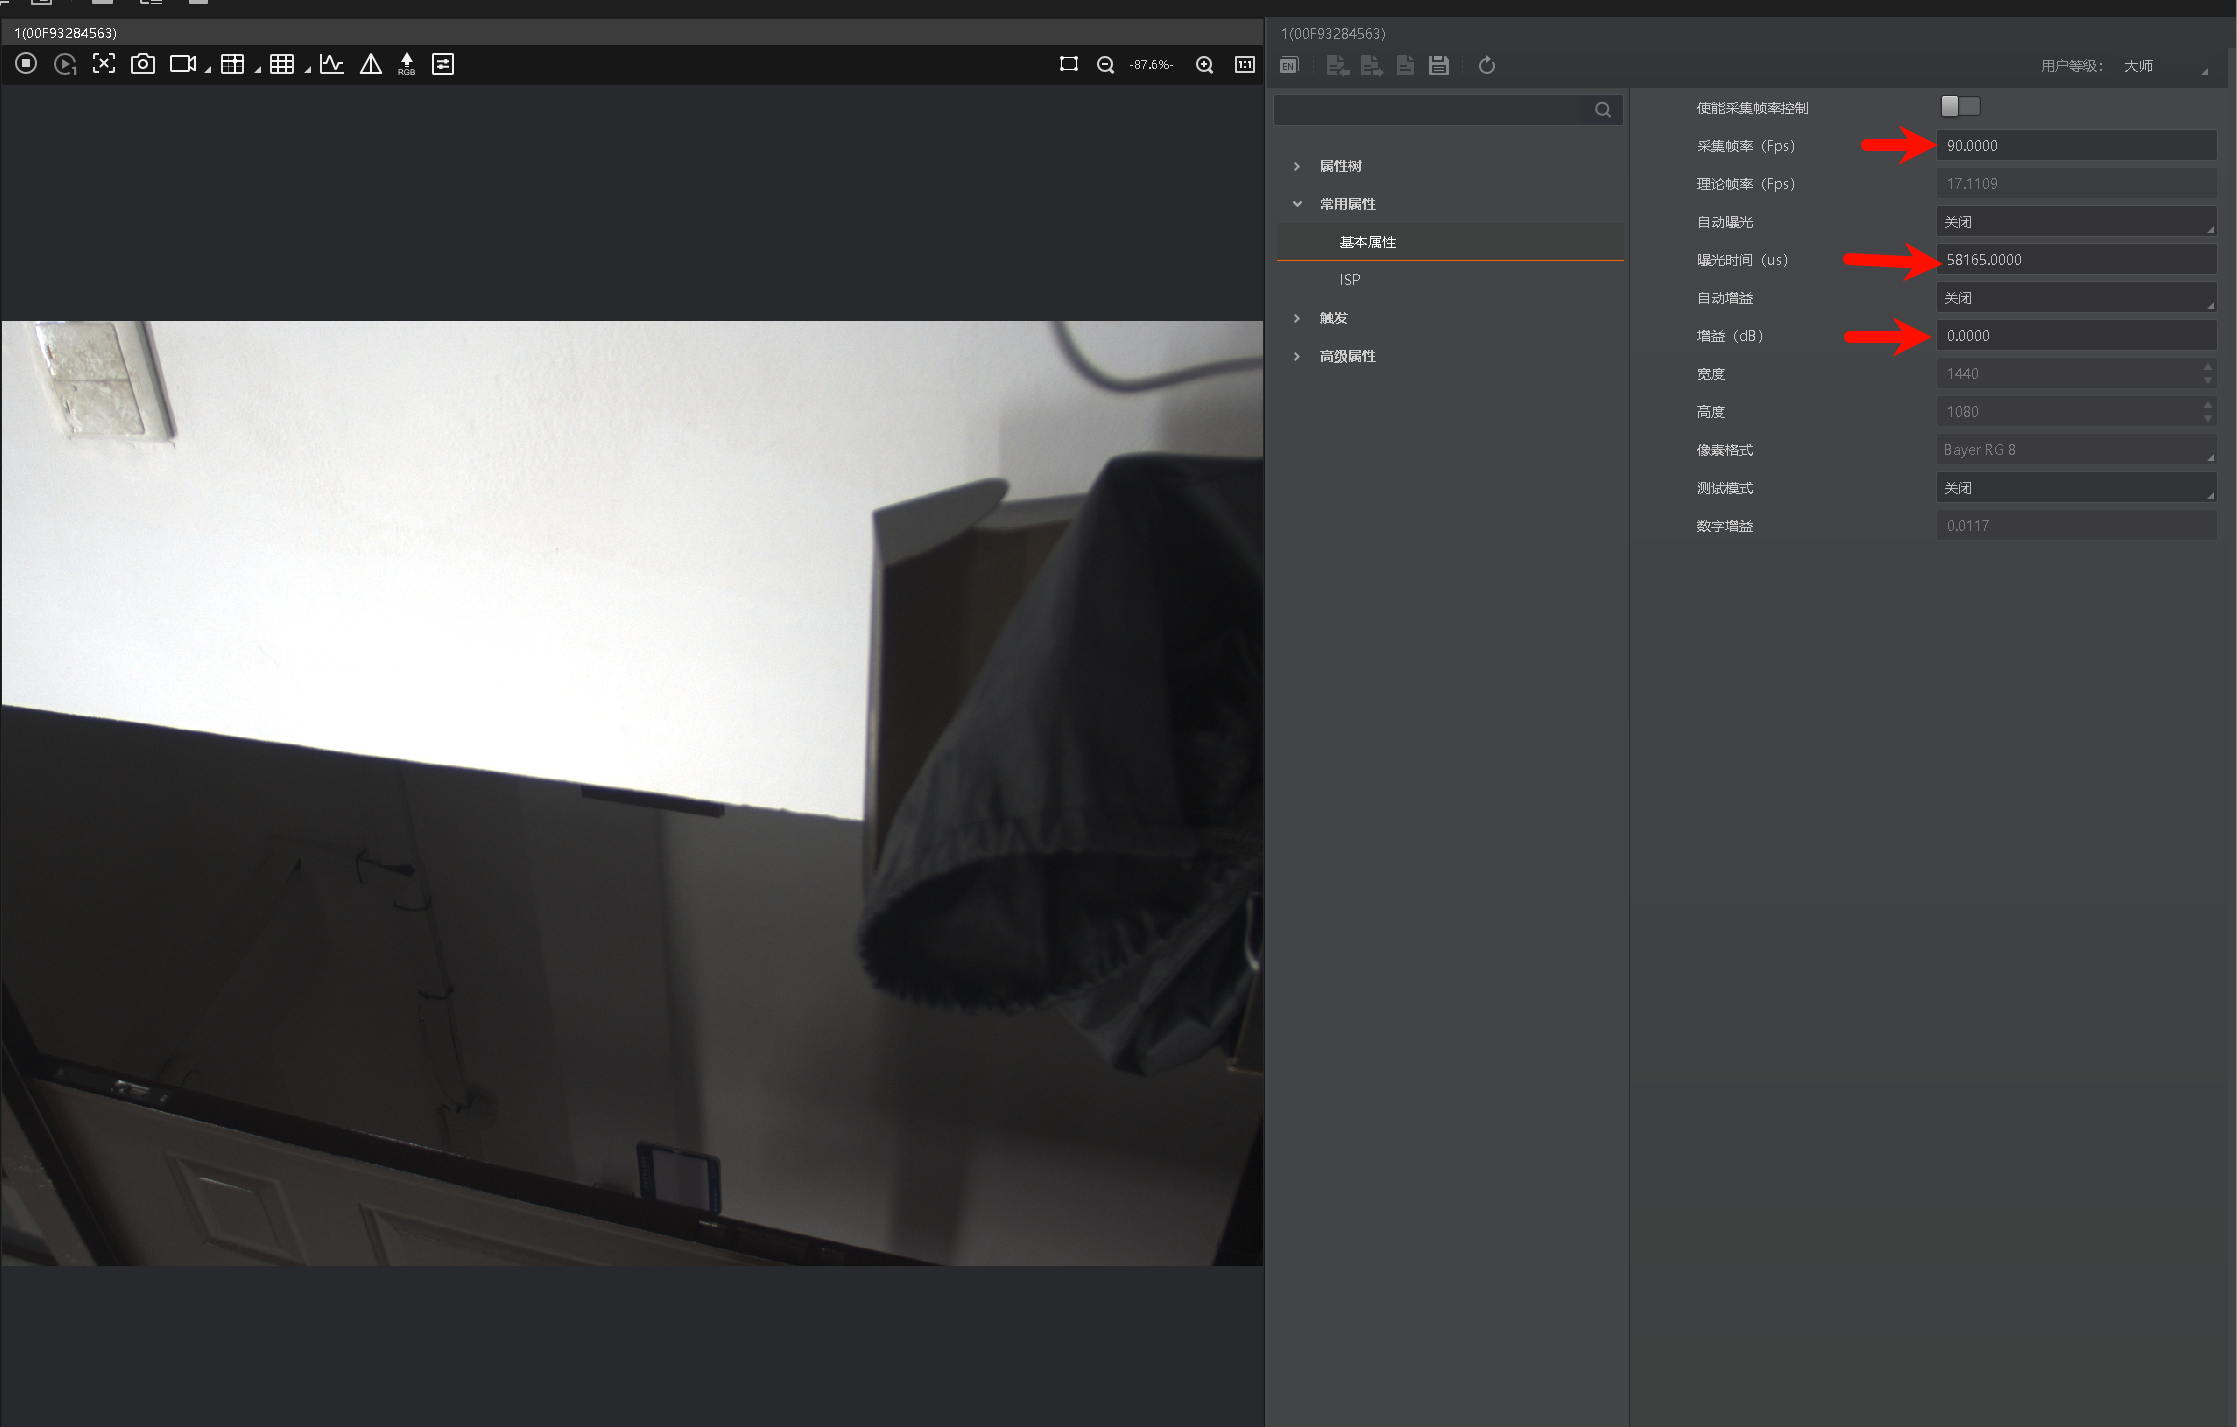 1(00F93284563)
RGB
-87.6%-
1:1
1(00F93284563)
EN
用户等级：
大师
属性树
常用属性
基本属性
ISP
触发
高级属性
使能采集帧率控制
采集帧率（Fps） 90.0000
理论帧率（Fps） 17.1109
自动曝光 关闭
曝光时间（us） 58165.0000
自动增益 关闭
增益（dB） 0.0000
宽度 1440
高度 1080
像素格式 Bayer RG 8
测试模式 关闭
数字增益 0.0117